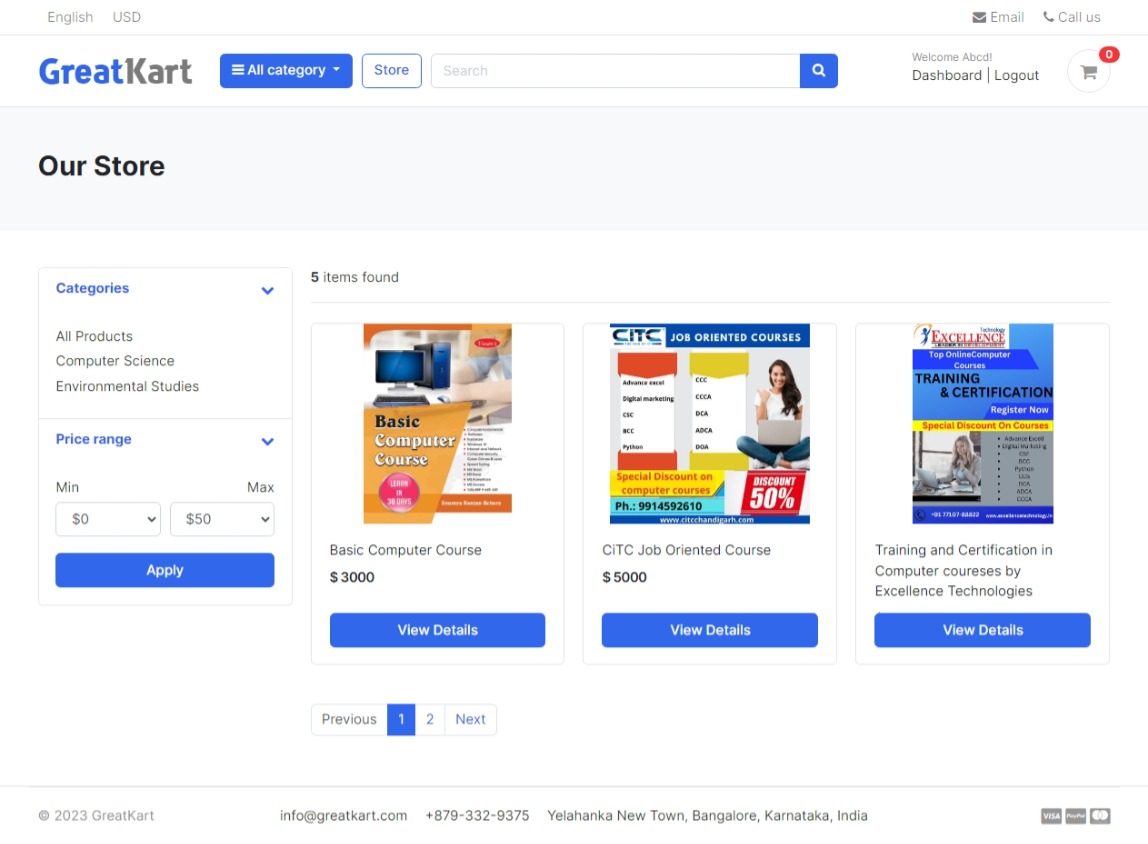 English USD Email Call us
GreatKart All category Store Search Welcome Abcd! 0
Dashboard | Logout
Our Store
Categories
All Products
Computer Science
Environmental Studies
Price range
Min Max
$0 $50
Apply
5 items found
Basic
Computer
Course
LEARN
IN
30 DAYS
Basic Computer Course
$ 3000
View Details
CiTC JOB ORIENTED COURSES
Advance excel
Digital marketing
CSC
BCC
Python
CCC
CCCA
DCA
ADCA
DOA
Special Discount on
computer courses
DISCOUNT
50%
Ph.: 9914592610
www.citcchandigarh.com
CiTC Job Oriented Course
$ 5000
View Details
Technology
EXCELLENCE
Top OnlineComputer
Courses
TRAINING
& CERTIFICATION
Register Now
Special Discount On Courses
Advance Excell
Digital Marketing
CSC
BCC
Python
ADCA
CCCA
+91 77107-88822
Training and Certification in
Computer coureses by
Excellence Technologies
View Details
Previous 1 2 Next
© 2023 GreatKart info@greatkart.com +879-332-9375 Yelahanka New Town, Bangalore, Karnataka, India VISA PayPal